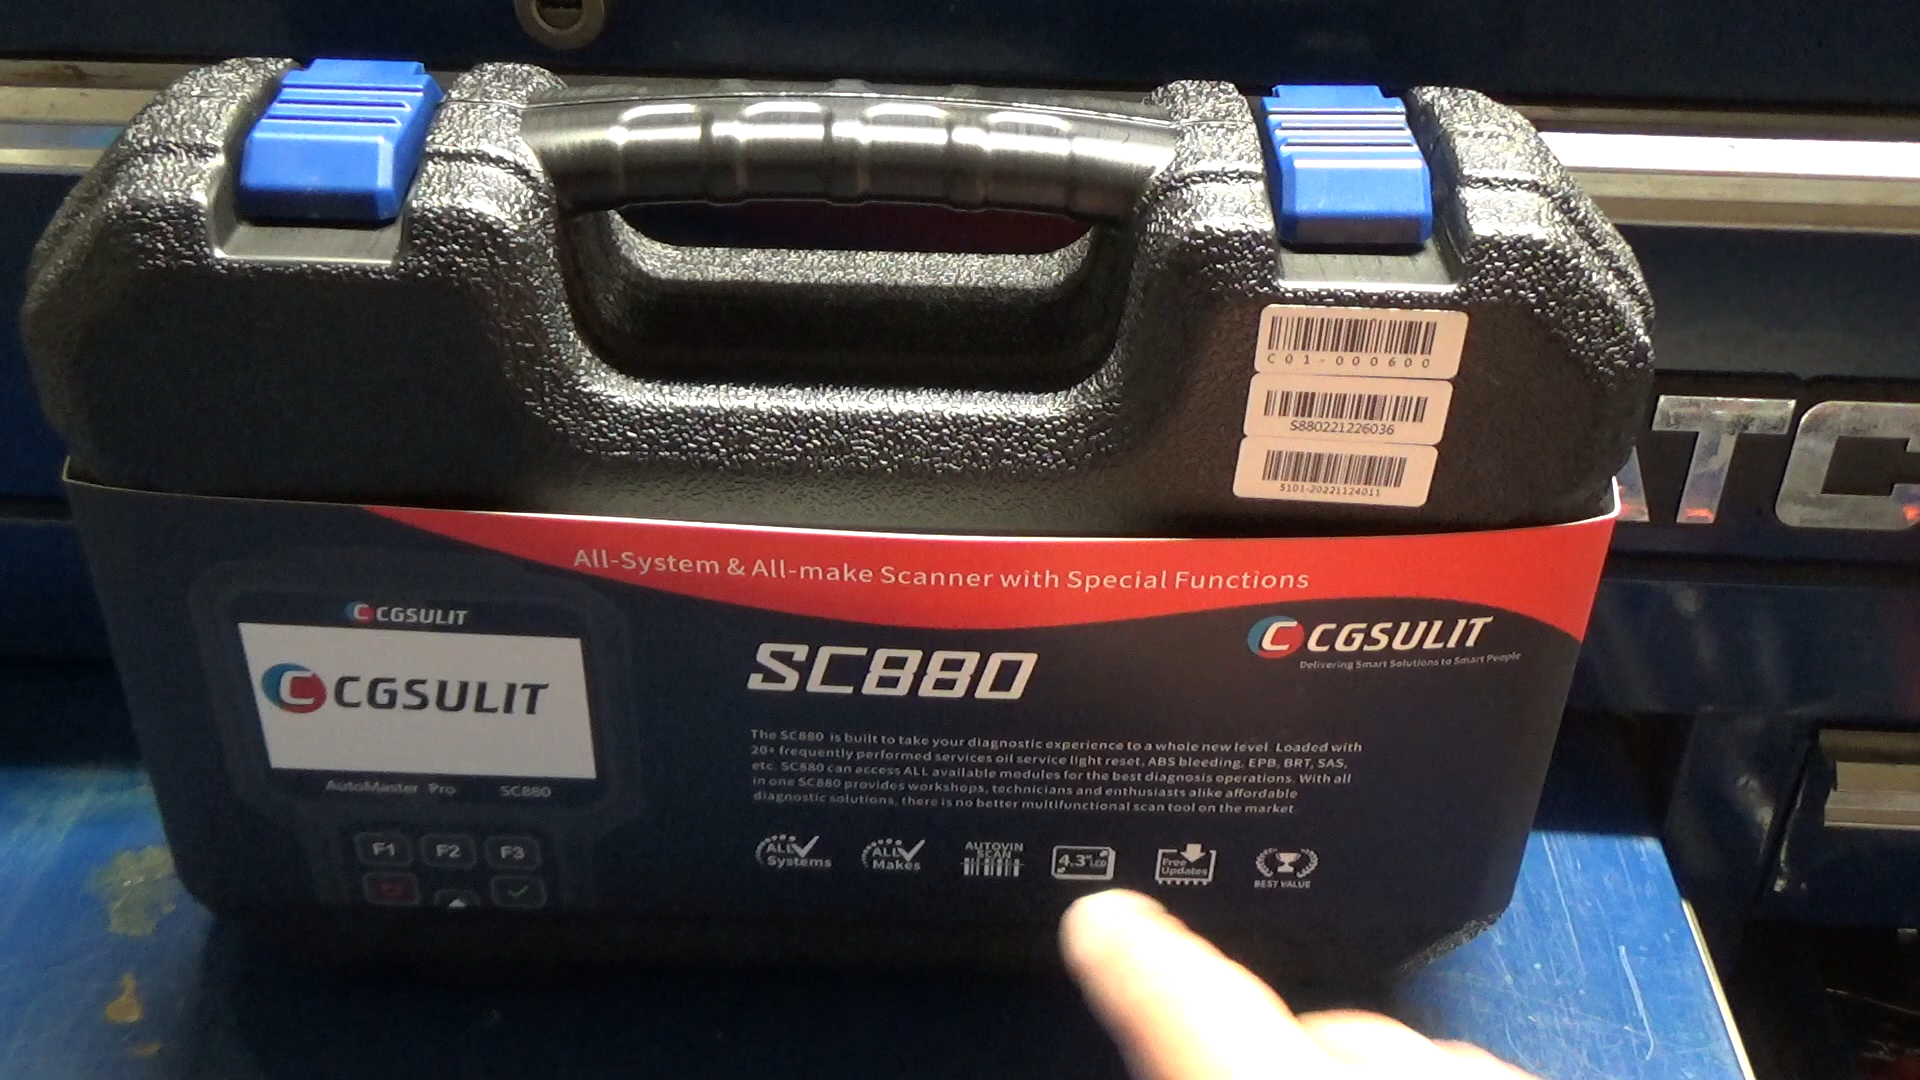 C01-000600
S880221226036
S101-20221124011
TC
All-System & All-make Scanner with Special Functions
CGSULIT
CGSULIT
AutoMaster Pro SC880
F1 F2 F3
SC880
CGSULIT
Delivering Smart Solutions to Smart People
The SC880 is built to take your diagnostic experience to a whole new level. Loaded with
20+ frequently performed services oil service light reset, ABS bleeding, EPB, BRT, SAS,
etc. SC880 can access ALL available modules for the best diagnosis operations. With all
in one SC880 provides workshops, technicians and enthusiasts alike affordable
diagnostic solutions, there is no better multifunctional scan tool on the market.
ALL Systems
ALL Makes
AUTOVIN SCAN
4.3" LCD
Free Updates
BEST VALUE